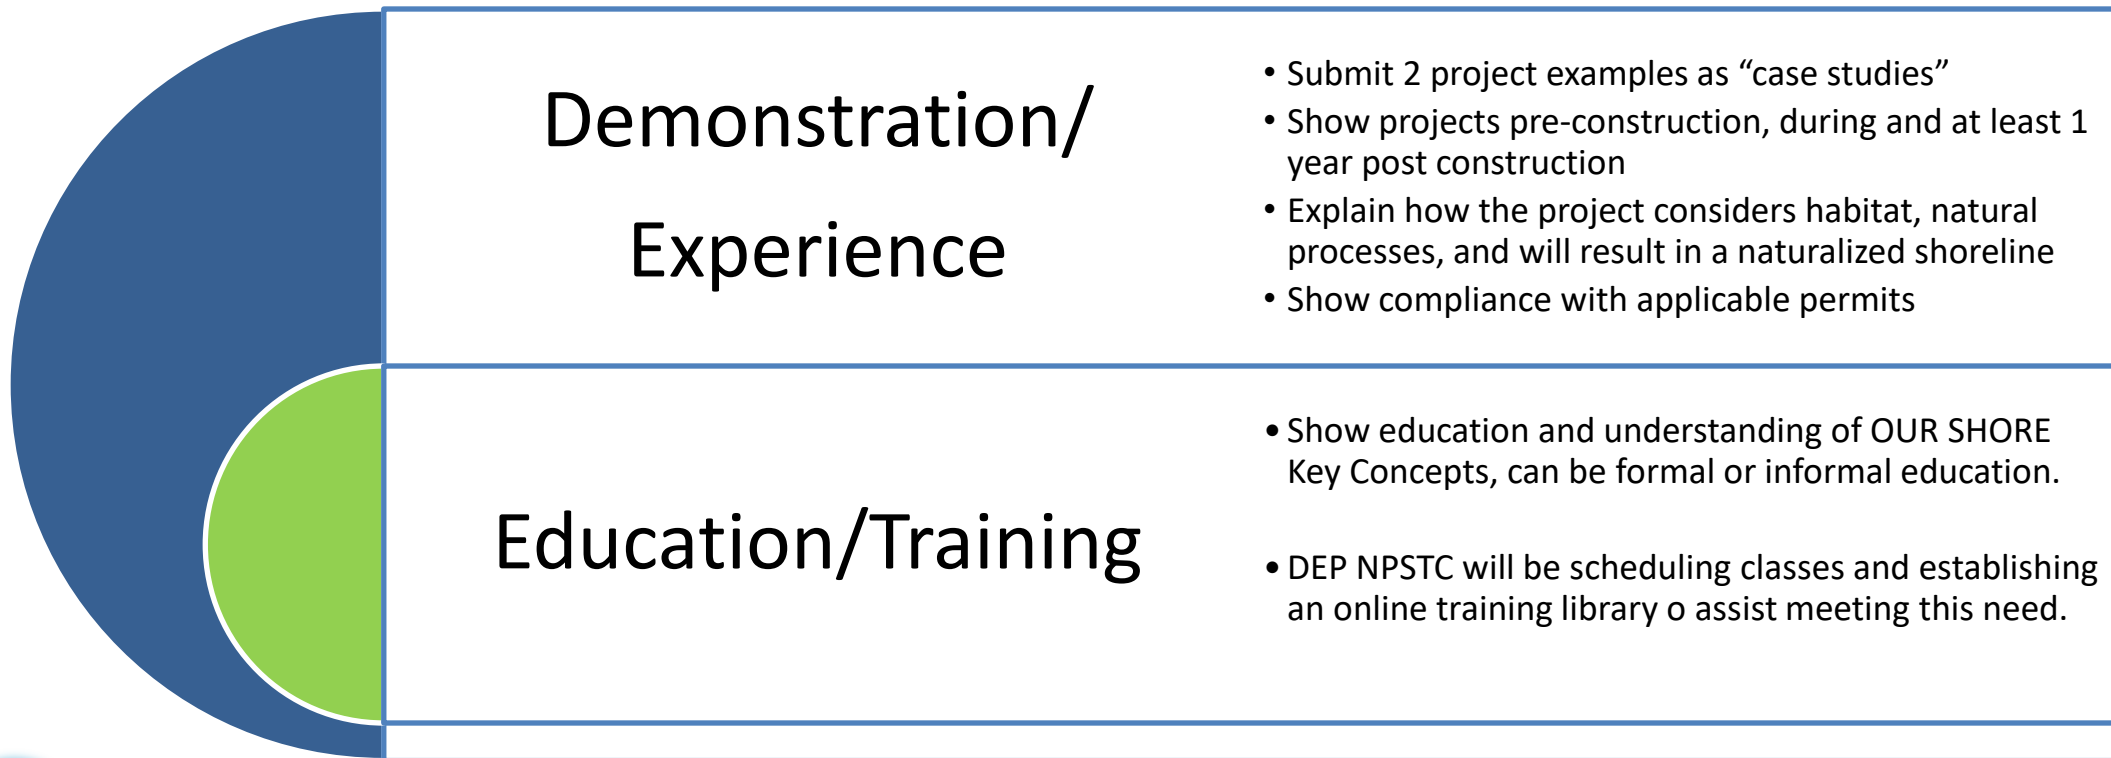 Demonstration/
Experience
• Submit 2 project examples as “case studies”
• Show projects pre-construction, during and at least 1
year post construction
• Explain how the project considers habitat, natural
processes, and will result in a naturalized shoreline
• Show compliance with applicable permits
Education/Training
• Show education and understanding of OUR SHORE
Key Concepts, can be formal or informal education.
• DEP NPSTC will be scheduling classes and establishing
an online training library o assist meeting this need.